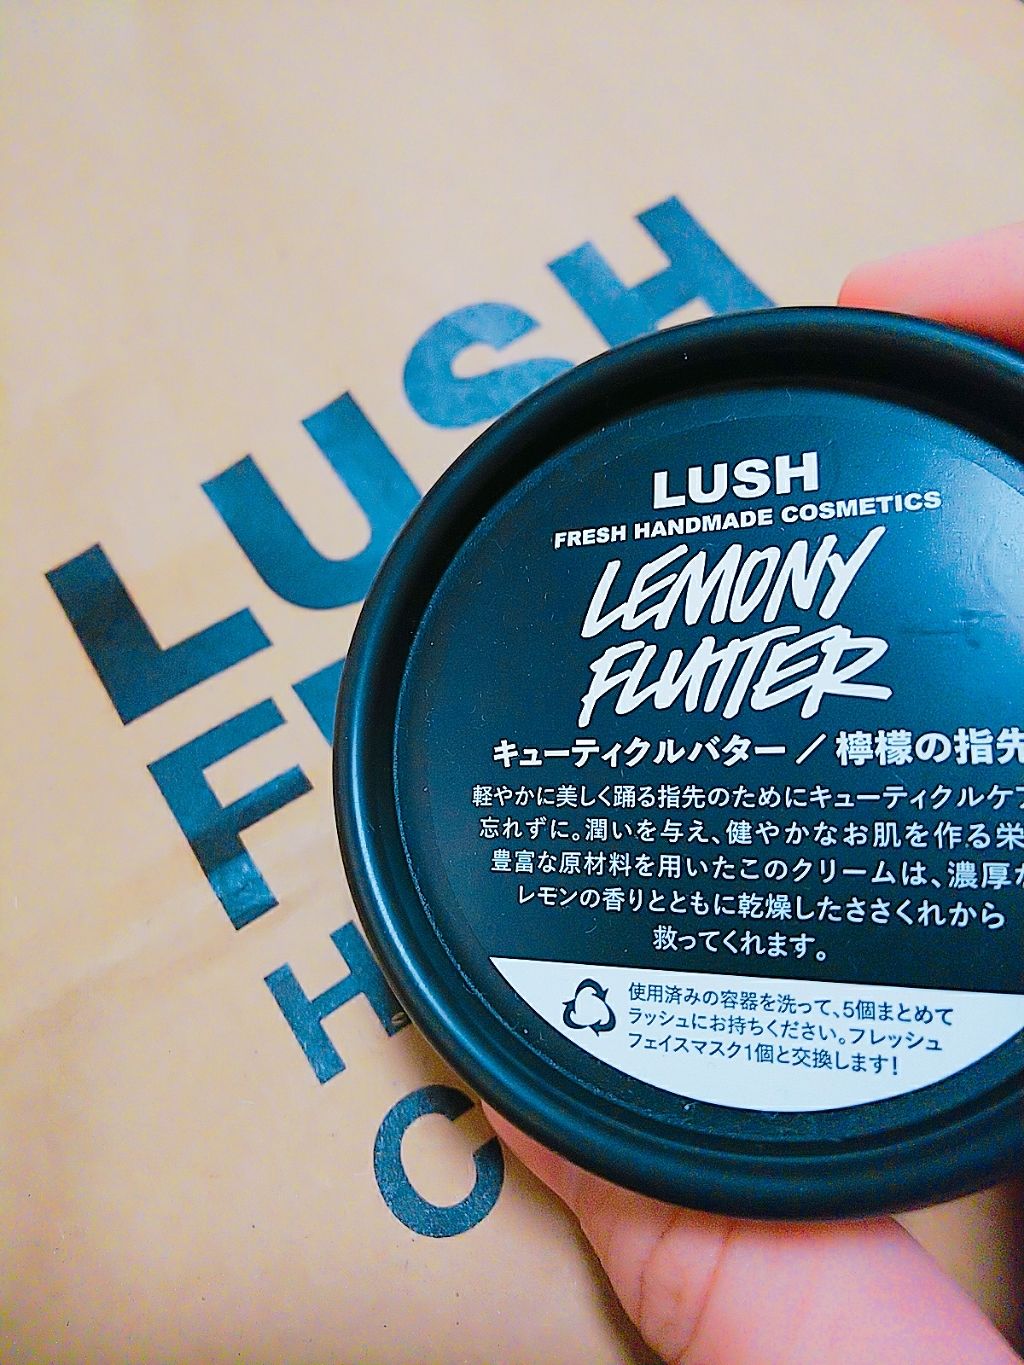 LUSH
F
H
C
LUSH
FRESH HANDMADE COSMETICS
LEMONY
FLUTTER
キューティクルバター / 檸檬の指先
軽やかに美しく踊る指先のためにキューティクルケア
忘れずに。潤いを与え、健やかなお肌を作る栄
豊富な原材料を用いたこのクリームは、濃厚な
レモンの香りとともに乾燥したささくれから
救ってくれます。
使用済みの容器を洗って、5個まとめて
ラッシュにお持ちください。フレッシュ
フェイスマスク1個と交換します!